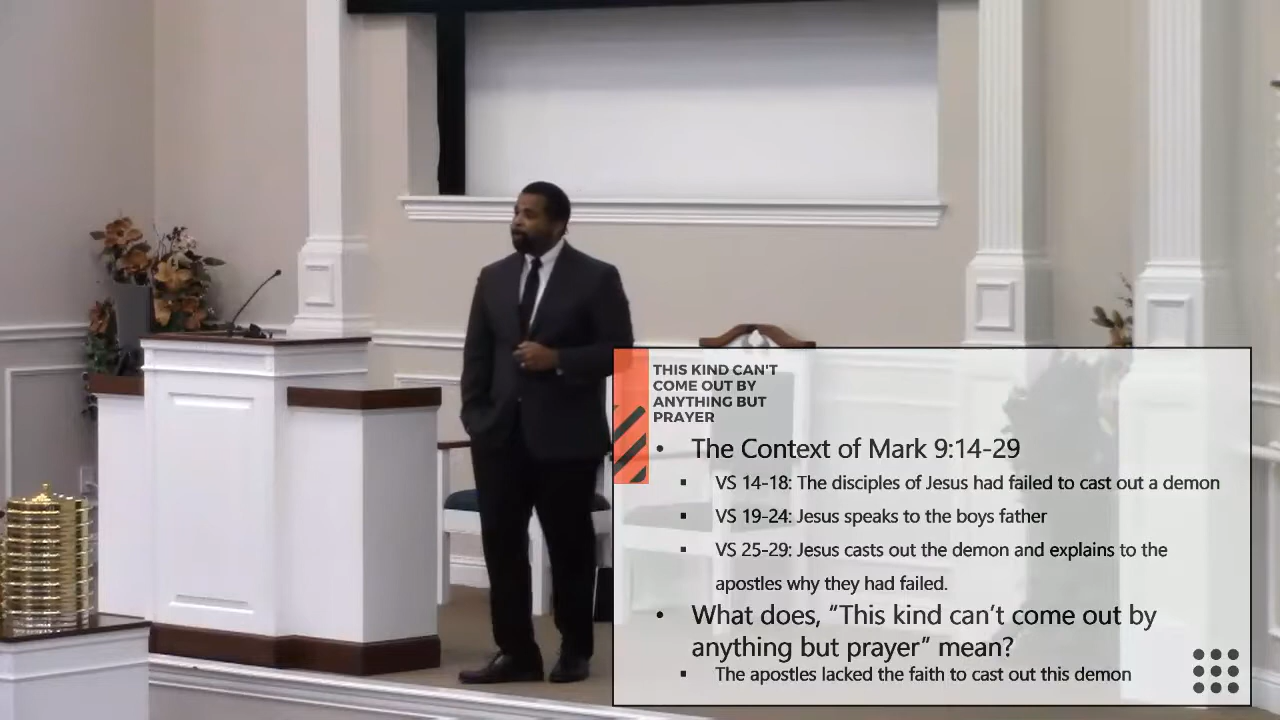 THIS KIND CAN'T
COME OUT BY
ANYTHING BUT
PRAYER
• The Context of Mark 9:14-29
▪ VS 14-18: The disciples of Jesus had failed to cast out a demon
▪ VS 19-24: Jesus speaks to the boys father
▪ VS 25-29: Jesus casts out the demon and explains to the
apostles why they had failed.
• What does, “This kind can’t come out by
anything but prayer” mean?
▪ The apostles lacked the faith to cast out this demon